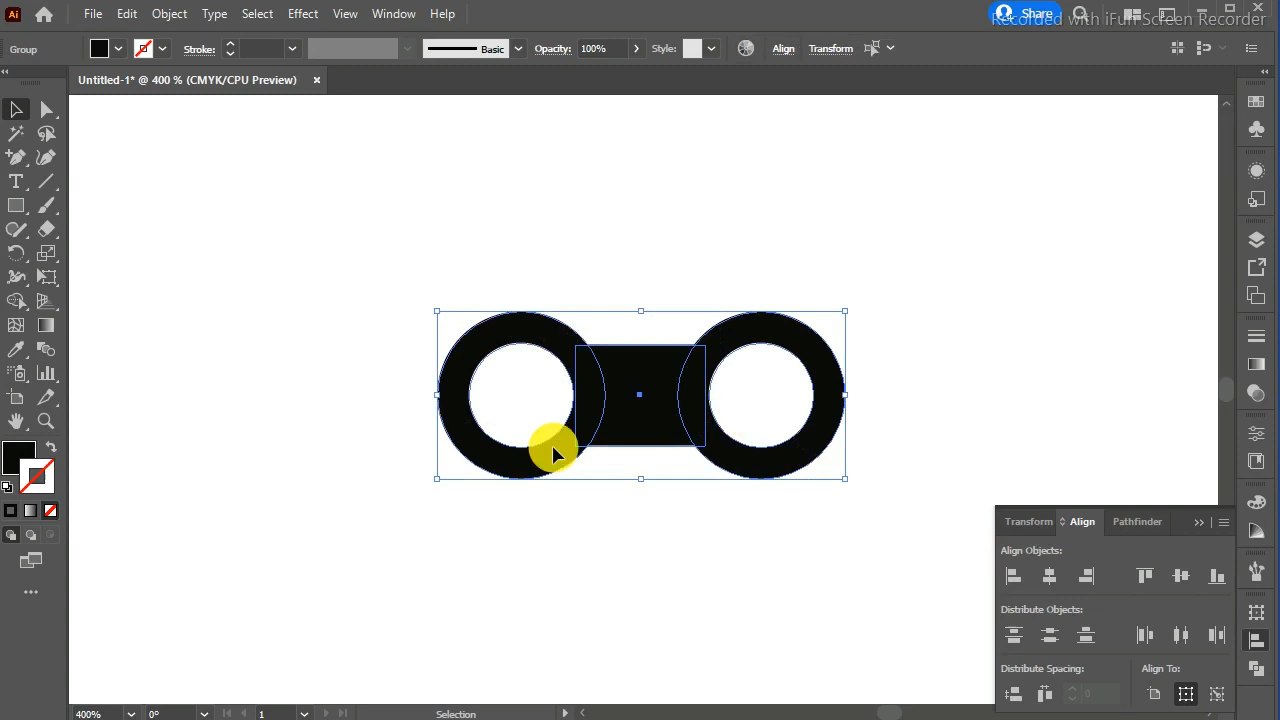 Ai File Edit Object Type Select Effect View Window Help Share
Recorded with iFun Screen Recorder
Group Stroke: Basic Opacity: 100% Style: Align Transform
Untitled-1* @ 400 % (CMYK/CPU Preview) ×
Transform Align Pathfinder
Align Objects:
Distribute Objects:
Distribute Spacing: Align To:
0
400% 0° 1 Selection